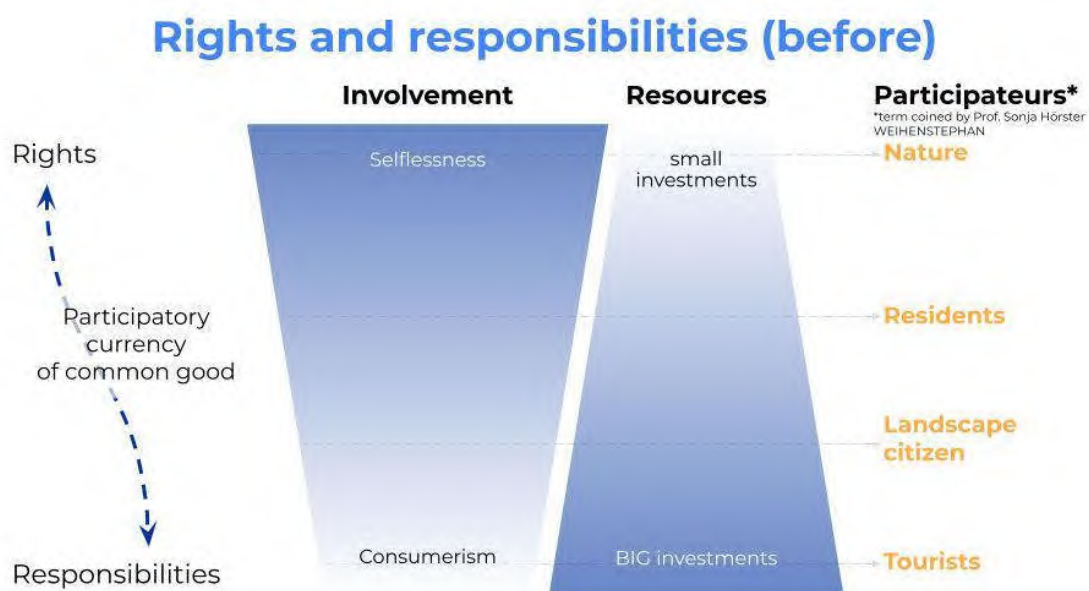 Rights and responsibilities (before)
Involvement
Resources
Participateurs*
*term coined by Prof. Sonja Hörster
WEIHENSTEPHAN
Rights
Selflessness
small
investments
Nature
Participatory
currency
of common good
Residents
Landscape
citizen
Consumerism
BIG investments
Tourists
Responsibilities